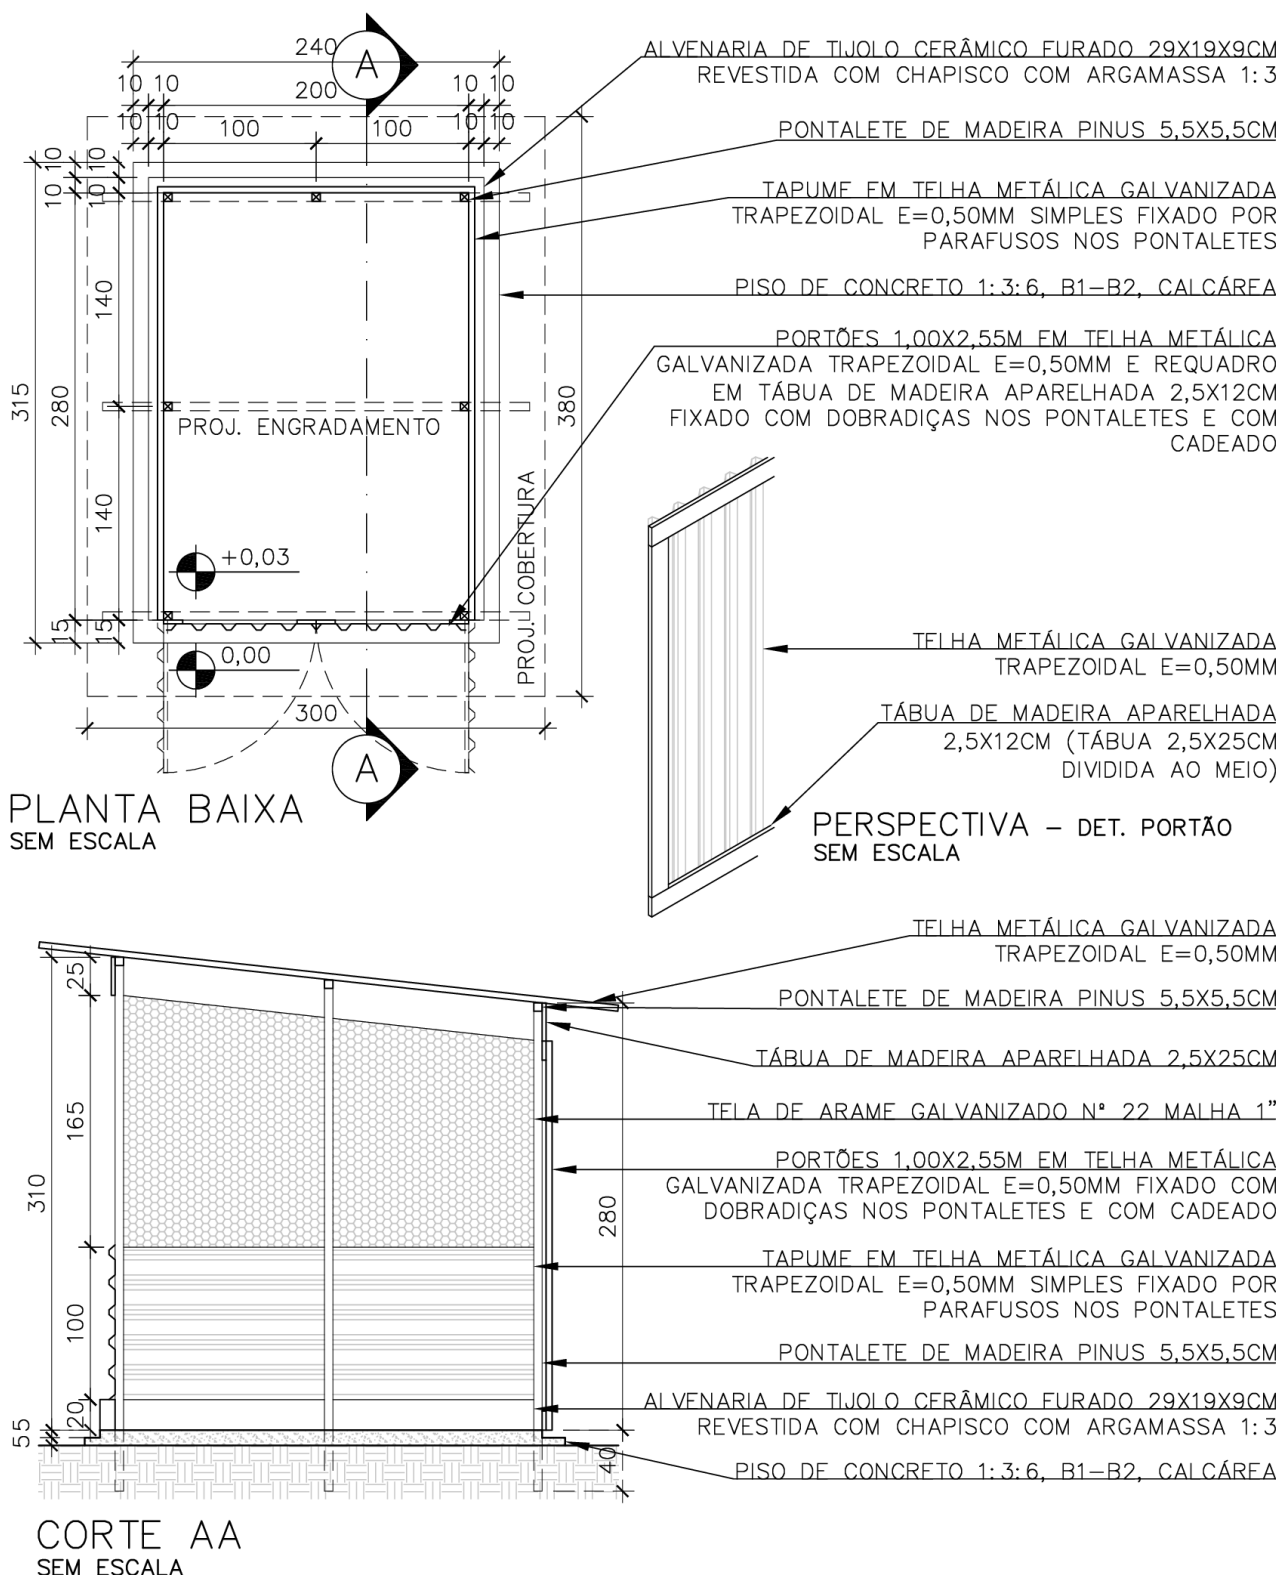 240
A
10
10
200
10
10
10
10
100
100
10
10
10
10
10
10
140
140
315
280
15
15
380
PROJ. ENGRADAMENTO
PROJ. COBERTURA
+0,03
0,00
300
A
PLANTA BAIXA
SEM ESCALA
ALVENARIA DE TIJOLO CERÂMICO FURADO 29X19X9CM
REVESTIDA COM CHAPISCO COM ARGAMASSA 1:3
PONTALETE DE MADEIRA PINUS 5,5X5,5CM
TAPUME EM TELHA METÁLICA GALVANIZADA
TRAPEZOIDAL E=0,50MM SIMPLES FIXADO POR
PARAFUSOS NOS PONTALETES
PISO DE CONCRETO 1:3:6, B1-B2, CALCÁREA
PORTÕES 1,00X2,55M EM TELHA METÁLICA
GALVANIZADA TRAPEZOIDAL E=0,50MM E REQUADRO
EM TÁBUA DE MADEIRA APARELHADA 2,5X12CM
FIXADO COM DOBRADIÇAS NOS PONTALETES E COM
CADEADO
TELHA METÁLICA GALVANIZADA
TRAPEZOIDAL E=0,50MM
TÁBUA DE MADEIRA APARELHADA
2,5X12CM (TÁBUA 2,5X25CM
DIVIDIDA AO MEIO)
PERSPECTIVA - DET. PORTÃO
SEM ESCALA
25
165
310
100
20
5
5
280
40
TELHA METÁLICA GALVANIZADA
TRAPEZOIDAL E=0,50MM
PONTALETE DE MADEIRA PINUS 5,5X5,5CM
TÁBUA DE MADEIRA APARELHADA 2,5X25CM
TELA DE ARAME GALVANIZADO Nº 22 MALHA 1"
PORTÕES 1,00X2,55M EM TELHA METÁLICA
GALVANIZADA TRAPEZOIDAL E=0,50MM FIXADO COM
DOBRADIÇAS NOS PONTALETES E COM CADEADO
TAPUME EM TELHA METÁLICA GALVANIZADA
TRAPEZOIDAL E=0,50MM SIMPLES FIXADO POR
PARAFUSOS NOS PONTALETES
PONTALETE DE MADEIRA PINUS 5,5X5,5CM
ALVENARIA DE TIJOLO CERÂMICO FURADO 29X19X9CM
REVESTIDA COM CHAPISCO COM ARGAMASSA 1:3
PISO DE CONCRETO 1:3:6, B1-B2, CALCÁREA
CORTE AA
SEM ESCALA